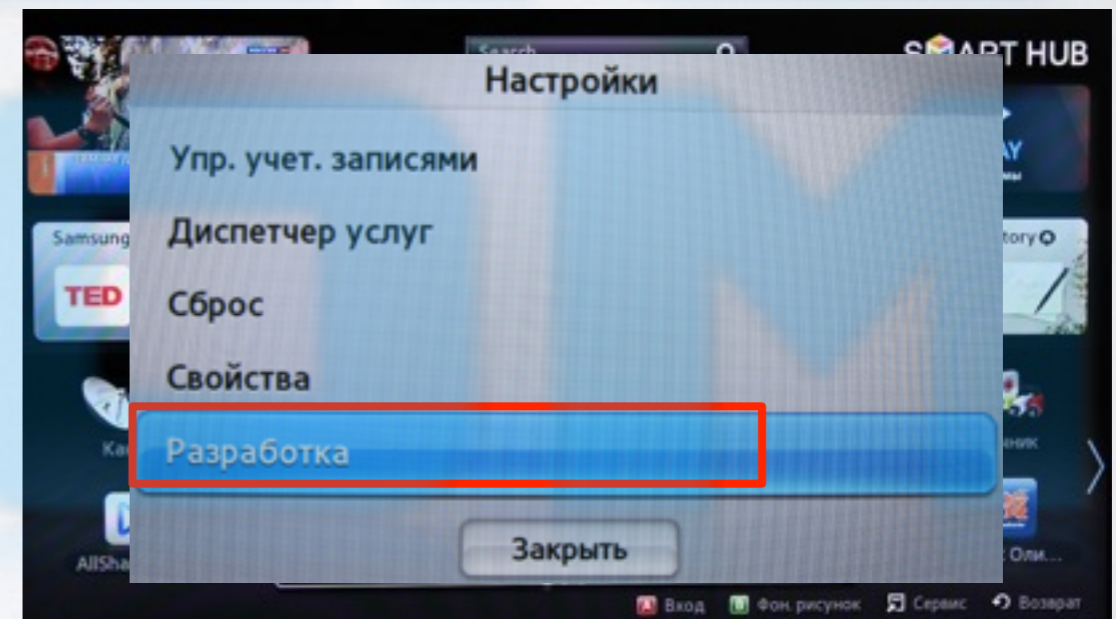 Search
SMART HUB
Настройки
Упр. учет. записями
Диспетчер услуг
Samsung
TED
Сброс
Свойства
Разработка
Закрыть
Вход
Фон. рисунок
Сервис
Возврат